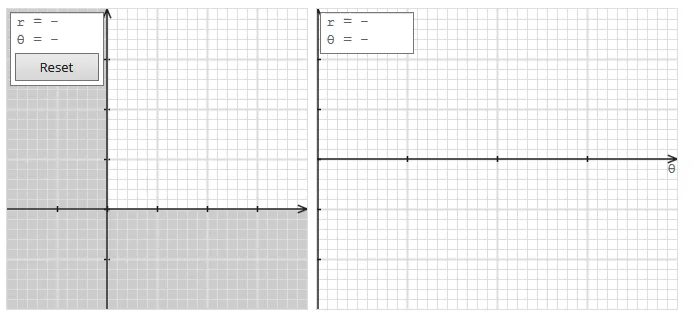 r = –
θ = –
Reset
r = –
θ = –
θ